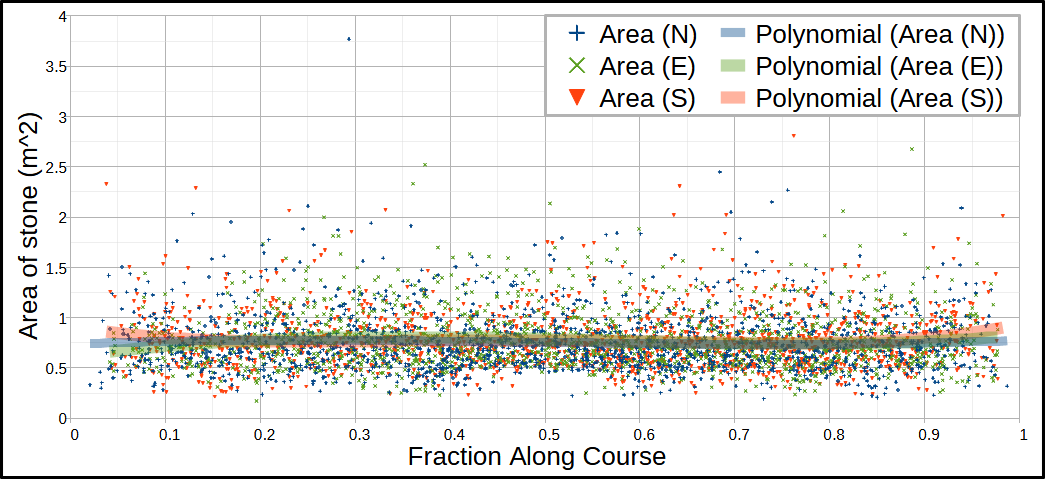 4
3.5
3
2.5
2
1.5
1
0.5
0
Area of stone (m^2)
Area (N) Polynomial (Area (N))
Area (E) Polynomial (Area (E))
Area (S) Polynomial (Area (S))
0 0.1 0.2 0.3 0.4 0.5 0.6 0.7 0.8 0.9 1
Fraction Along Course